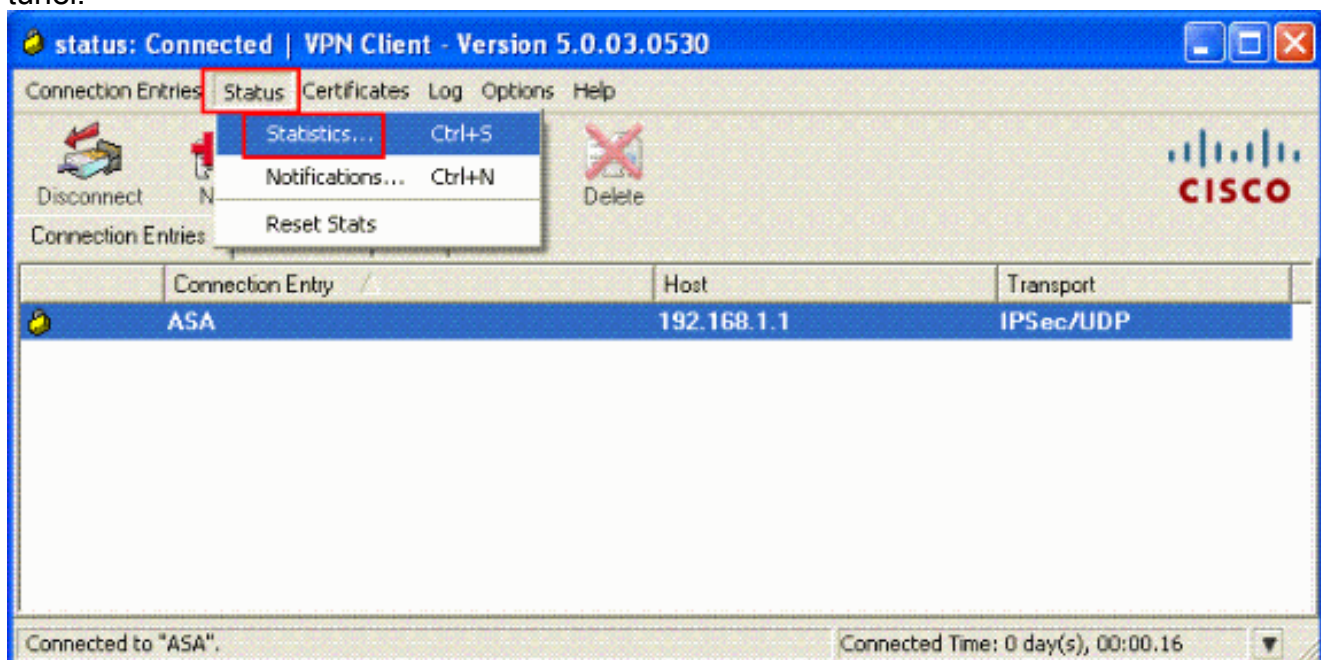 túnel.
status: Connected | VPN Client - Version 5.0.03.0530
Connection Entries Status Certificates Log Options Help
Statistics... Ctrl+S
Notifications... Ctrl+N
Reset Stats
Disconnect N Delete
CISCO
Connection Entries
Connection Entry Host Transport
ASA 192.168.1.1 IPSec/UDP
Connected to "ASA". Connected Time: 0 day(s), 00:00.16